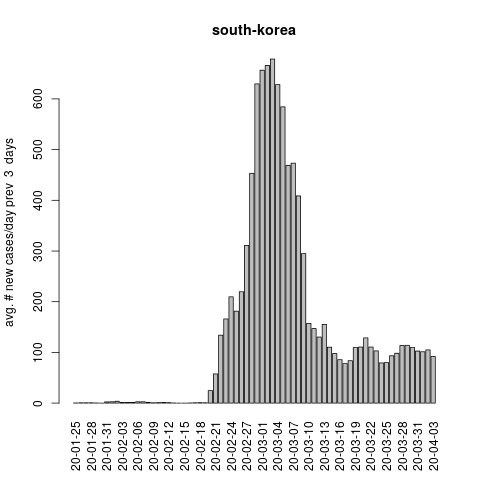 south-korea
avg. # new cases/day prev 3 days
0 100 200 300 400 500 600
20-01-25 20-01-28 20-01-31 20-02-03 20-02-06 20-02-09 20-02-12 20-02-15 20-02-18 20-02-21 20-02-24 20-02-27 20-03-01 20-03-04 20-03-07 20-03-10 20-03-13 20-03-16 20-03-19 20-03-22 20-03-25 20-03-28 20-03-31 20-04-03